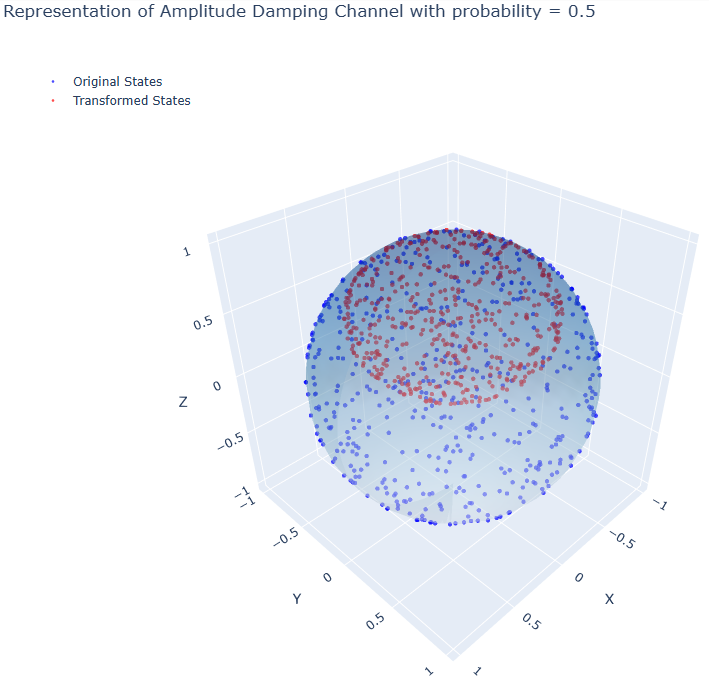 Representation of Amplitude Damping Channel with probability = 0.5
Original States
Transformed States
1
0.5
0
Z
−0.5
−1
−1
−0.5
Y
0
0.5
1
−1
−0.5
0
X
0.5
1